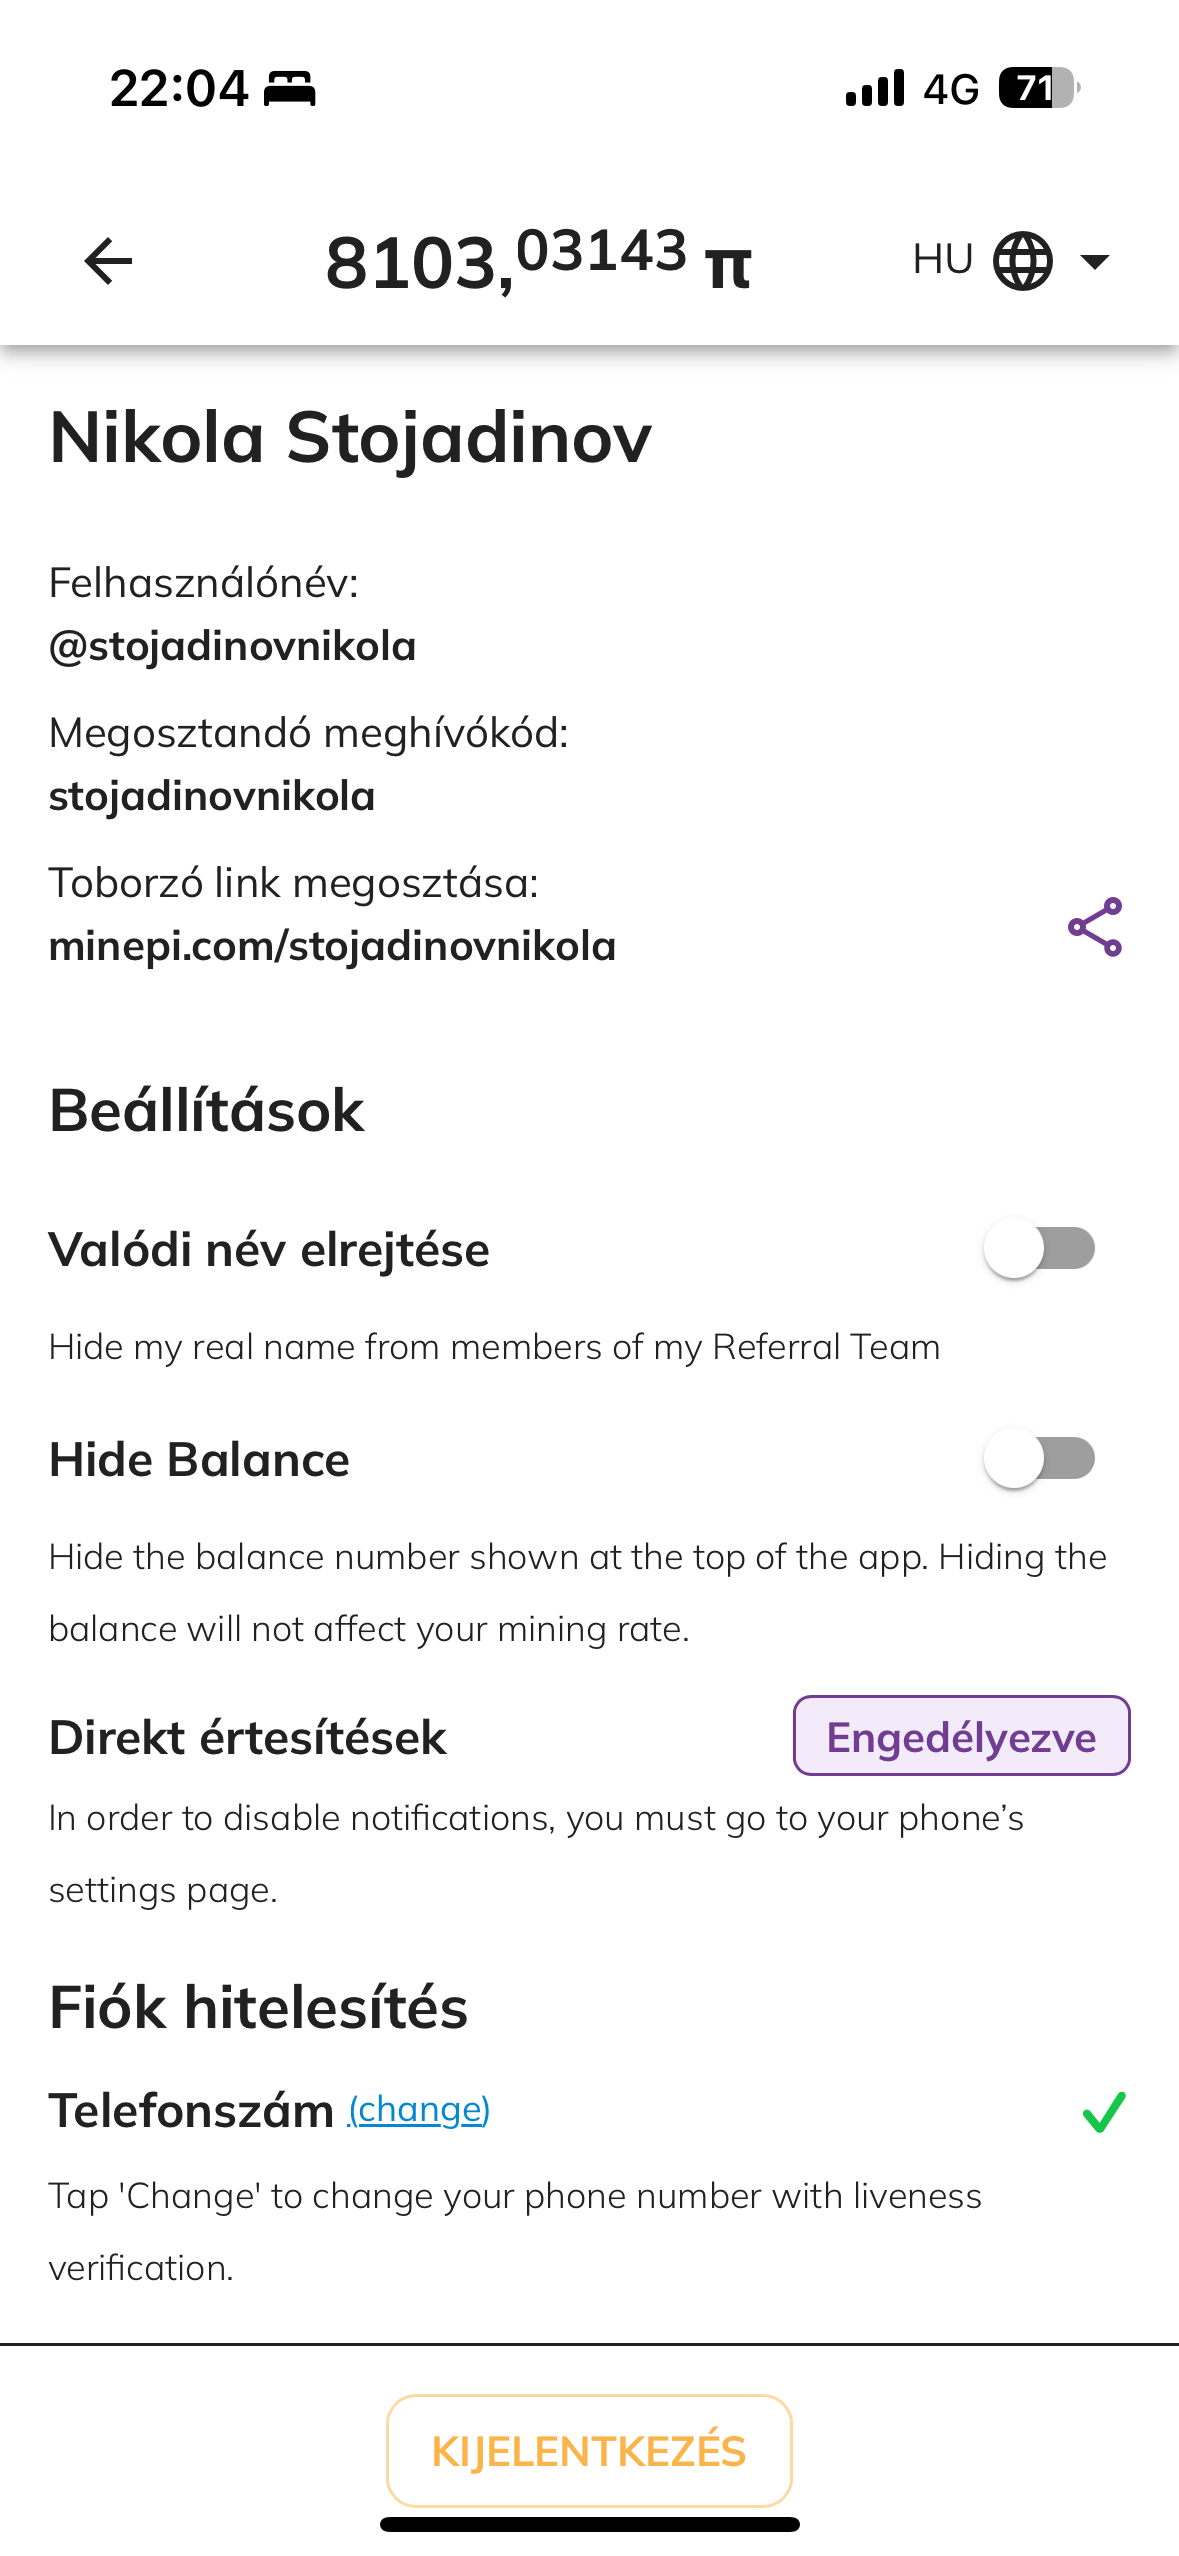 22:04
4G
71
8103,03143 π
HU
Nikola Stojadinov
Felhasználónév:
@stojadinovnikola
Megosztandó meghívókód:
stojadinovnikola
Toborzó link megosztása:
minepi.com/stojadinovnikola
Beállítások
Valódi név elrejtése
Hide my real name from members of my Referral Team
Hide Balance
Hide the balance number shown at the top of the app. Hiding the
balance will not affect your mining rate.
Direkt értesítések
Engedélyezve
In order to disable notifications, you must go to your phone’s
settings page.
Fiók hitelesítés
Telefonszám (change)
Tap 'Change' to change your phone number with liveness
verification.
KIJELENTKEZÉS